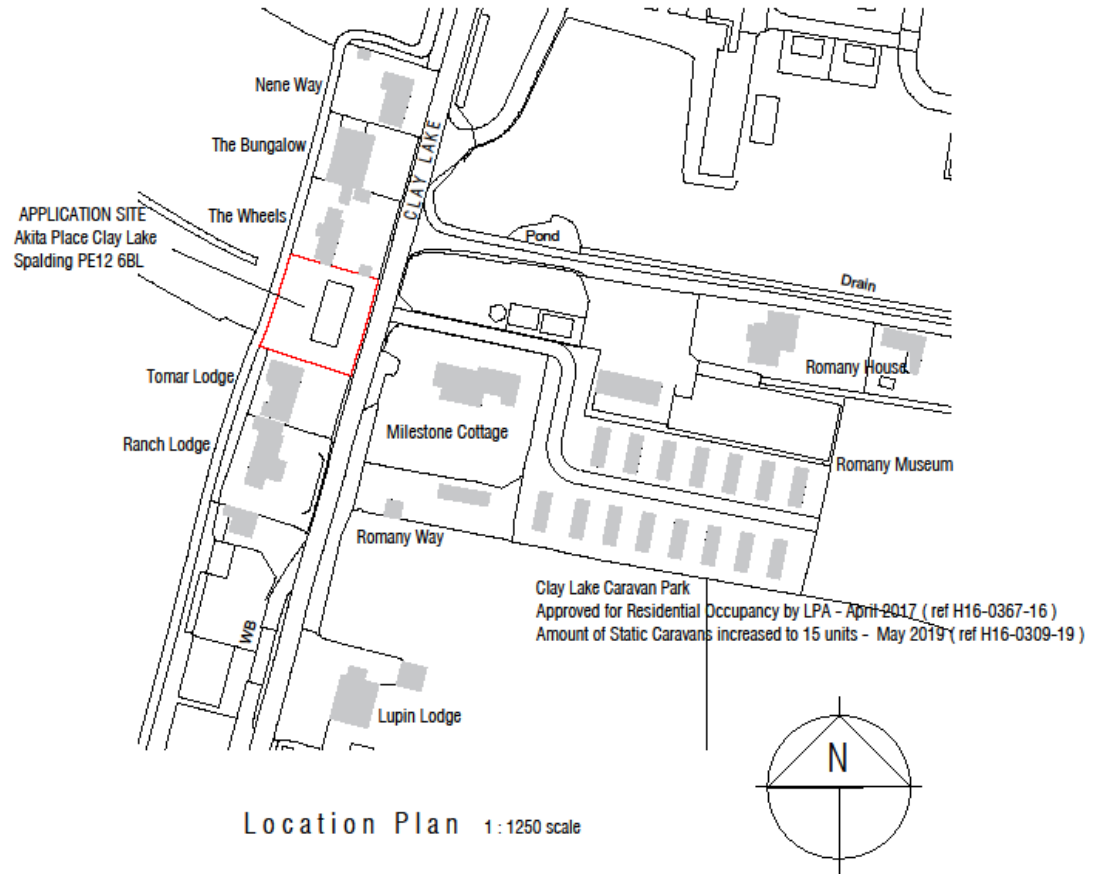 Nene Way
The Bungalow
CLAY LAKE
The Wheels
APPLICATION SITE
Akita Place Clay Lake
Spalding PE12 6BL
Pond
Drain
Tomar Lodge
Romany House
Ranch Lodge
Milestone Cottage
Romany Museum
Romany Way
Clay Lake Caravan Park
Approved for Residential Occupancy by LPA - April 2017 ( ref H16-0367-16 )
Amount of Static Caravans increased to 15 units - May 2019 ( ref H16-0309-19 )
WB
Lupin Lodge
N
Location Plan 1 : 1250 scale